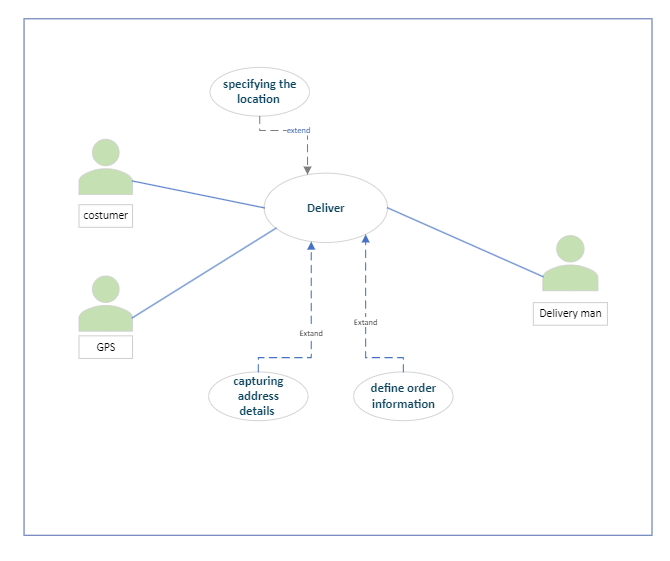 specifying the
location
extend
costumer
Deliver
Delivery man
GPS
Extand
Extand
capturing
address
details
define order
information